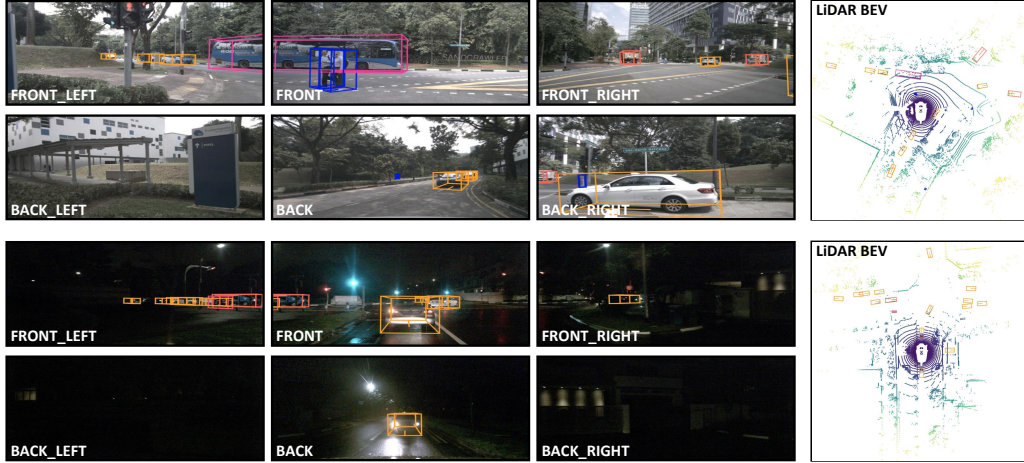 FRONT_LEFT
FRONT
FRONT_RIGHT
LiDAR BEV
BACK_LEFT
BACK
BACK_RIGHT
FRONT_LEFT
FRONT
FRONT_RIGHT
LiDAR BEV
BACK_LEFT
BACK
BACK_RIGHT